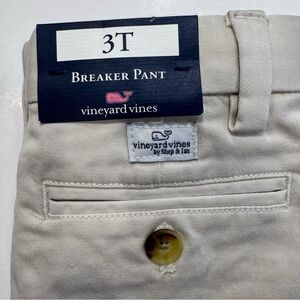 3T
BREAKER PANT
vineyard vines
vineyard vines
by Shep & Ian